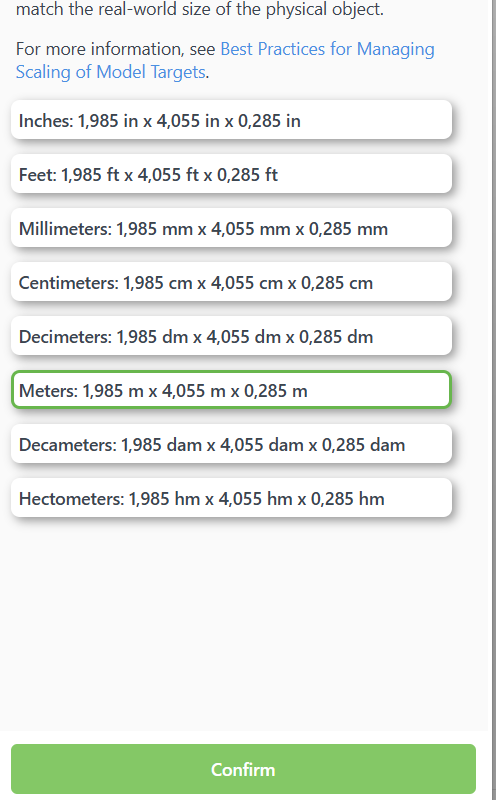 match the real-world size of the physical object.
For more information, see Best Practices for Managing
Scaling of Model Targets.
Inches: 1,985 in x 4,055 in x 0,285 in
Feet: 1,985 ft x 4,055 ft x 0,285 ft
Millimeters: 1,985 mm x 4,055 mm x 0,285 mm
Centimeters: 1,985 cm x 4,055 cm x 0,285 cm
Decimeters: 1,985 dm x 4,055 dm x 0,285 dm
Meters: 1,985 m x 4,055 m x 0,285 m
Decameters: 1,985 dam x 4,055 dam x 0,285 dam
Hectometers: 1,985 hm x 4,055 hm x 0,285 hm
Confirm